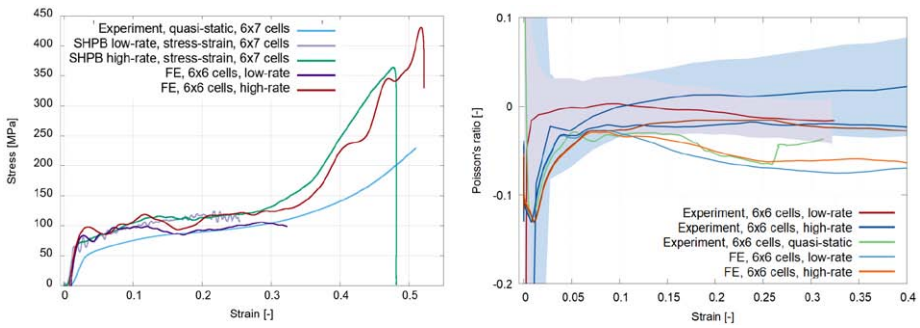 450
400
350
300
250
200
150
100
50
0
Stress [MPa]
Experiment, quasi-static, 6x7 cells
SHPB low-rate, stress-strain, 6x7 cells
SHPB high-rate, stress-strain, 6x7 cells
FE, 6x6 cells, low-rate
FE, 6x6 cells, high-rate
0 0.1 0.2 0.3 0.4 0.5
Strain [-]
0.1
0
-0.1
-0.2
Poisson's ratio [-]
Experiment, 6x6 cells, low-rate
Experiment, 6x6 cells, high-rate
Experiment, 6x6 cells, quasi-static
FE, 6x6 cells, low-rate
FE, 6x6 cells, high-rate
0 0.05 0.1 0.15 0.2 0.25 0.3 0.35 0.4
Strain [-]